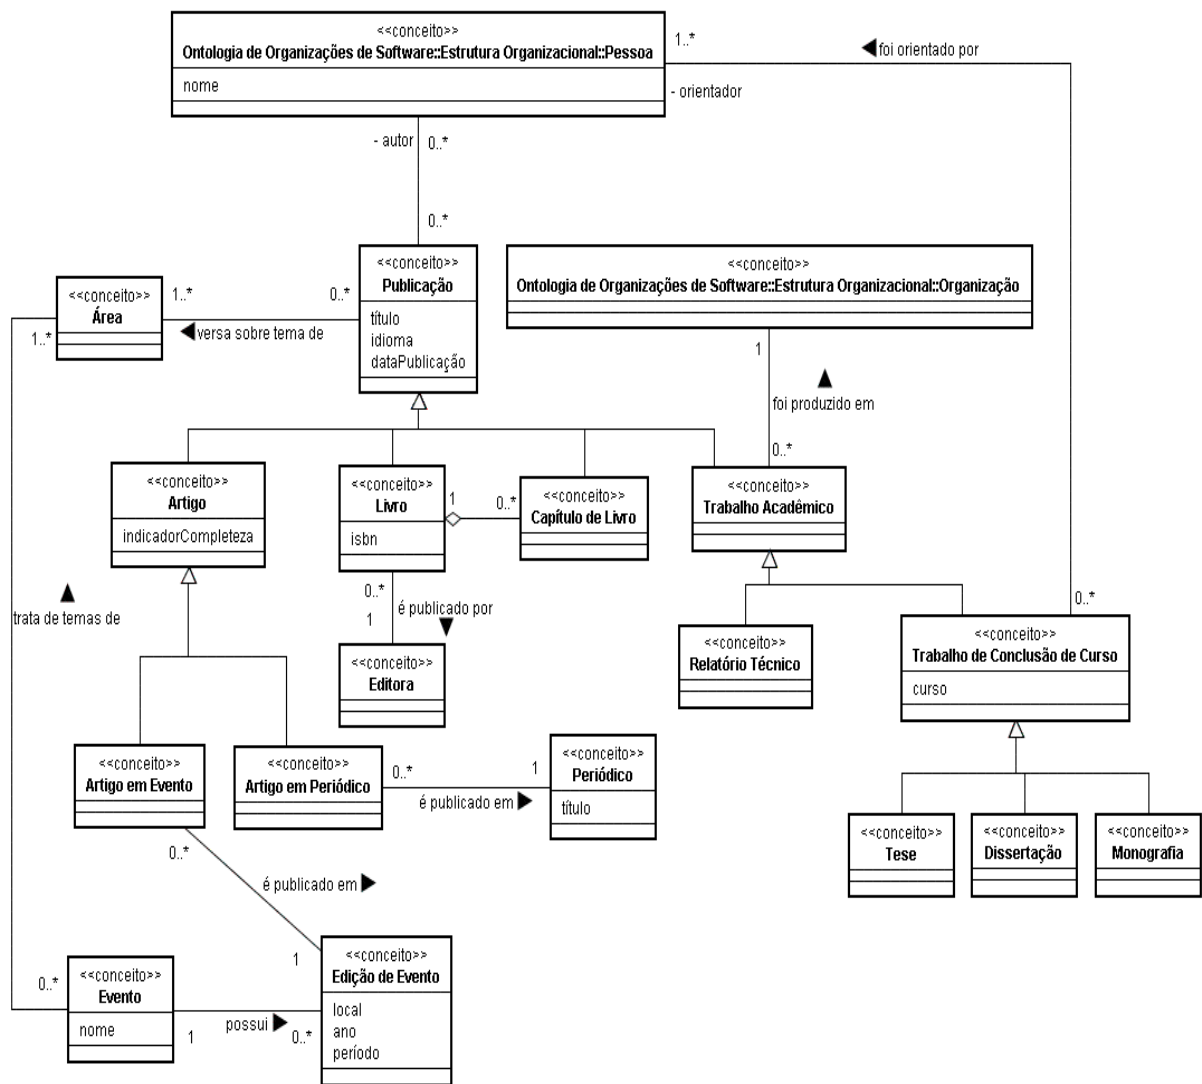 <<conceito>>
Ontologia de Organizações de Software::Estrutura Organizacional::Pessoa
nome
1..*
foi orientado por
- orientador
- autor
0..*
0..*
<<conceito>>
Publicação
título
idioma
dataPublicação
<<conceito>>
Ontologia de Organizações de Software::Estrutura Organizacional::Organização
<<conceito>>
Área
1..*
0..*
versa sobre tema de
1..*
1
foi produzido em
0..*
<<conceito>>
Artigo
indicadorCompleteza
<<conceito>>
Livro
isbn
1
0..*
<<conceito>>
Capítulo de Livro
<<conceito>>
Trabalho Acadêmico
trata de temas de
0..*
é publicado por
1
<<conceito>>
Editora
<<conceito>>
Relatório Técnico
0..*
<<conceito>>
Trabalho de Conclusão de Curso
curso
<<conceito>>
Artigo em Evento
<<conceito>>
Artigo em Periódico
0..*
1
é publicado em
<<conceito>>
Periódico
título
<<conceito>>
Tese
<<conceito>>
Dissertação
<<conceito>>
Monografia
0..*
é publicado em
1
<<conceito>>
Edição de Evento
local
ano
período
0..*
<<conceito>>
Evento
nome
1
possui
0..*